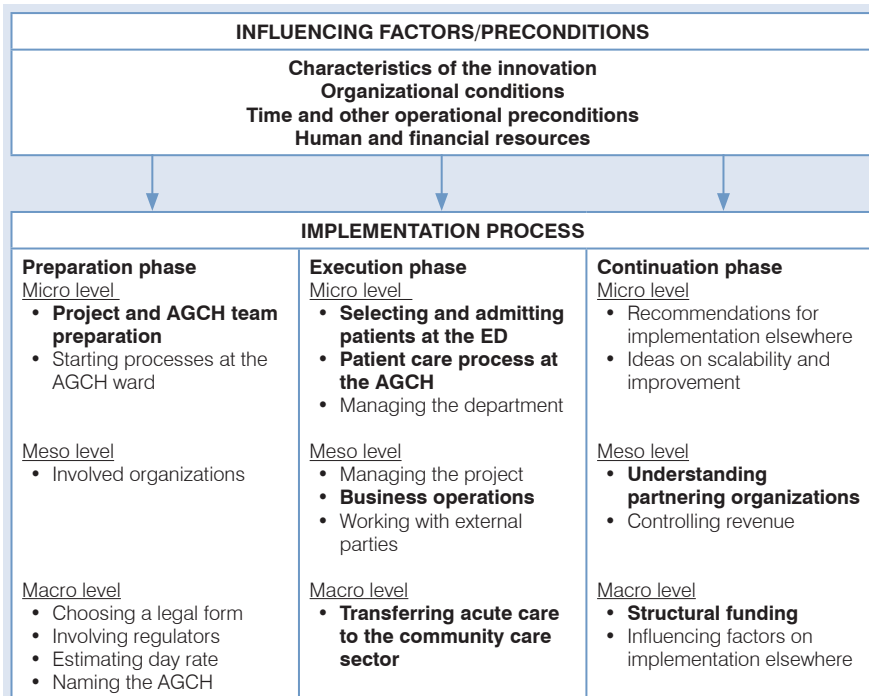 INFLUENCING FACTORS/PRECONDITIONS
Characteristics of the innovation
Organizational conditions
Time and other operational preconditions
Human and financial resources
IMPLEMENTATION PROCESS
Preparation phase
Micro level
• Project and AGCH team
preparation
• Starting processes at the
AGCH ward
Meso level
• Involved organizations
Macro level
• Choosing a legal form
• Involving regulators
• Estimating day rate
• Naming the AGCH
Execution phase
Micro level
• Selecting and admitting
patients at the ED
• Patient care process at
the AGCH
• Managing the department
Meso level
• Managing the project
• Business operations
• Working with external
parties
Macro level
• Transferring acute care
to the community care
sector
Continuation phase
Micro level
• Recommendations for
implementation elsewhere
• Ideas on scalability and
improvement
Meso level
• Understanding
partnering organizations
• Controlling revenue
Macro level
• Structural funding
• Influencing factors on
implementation elsewhere